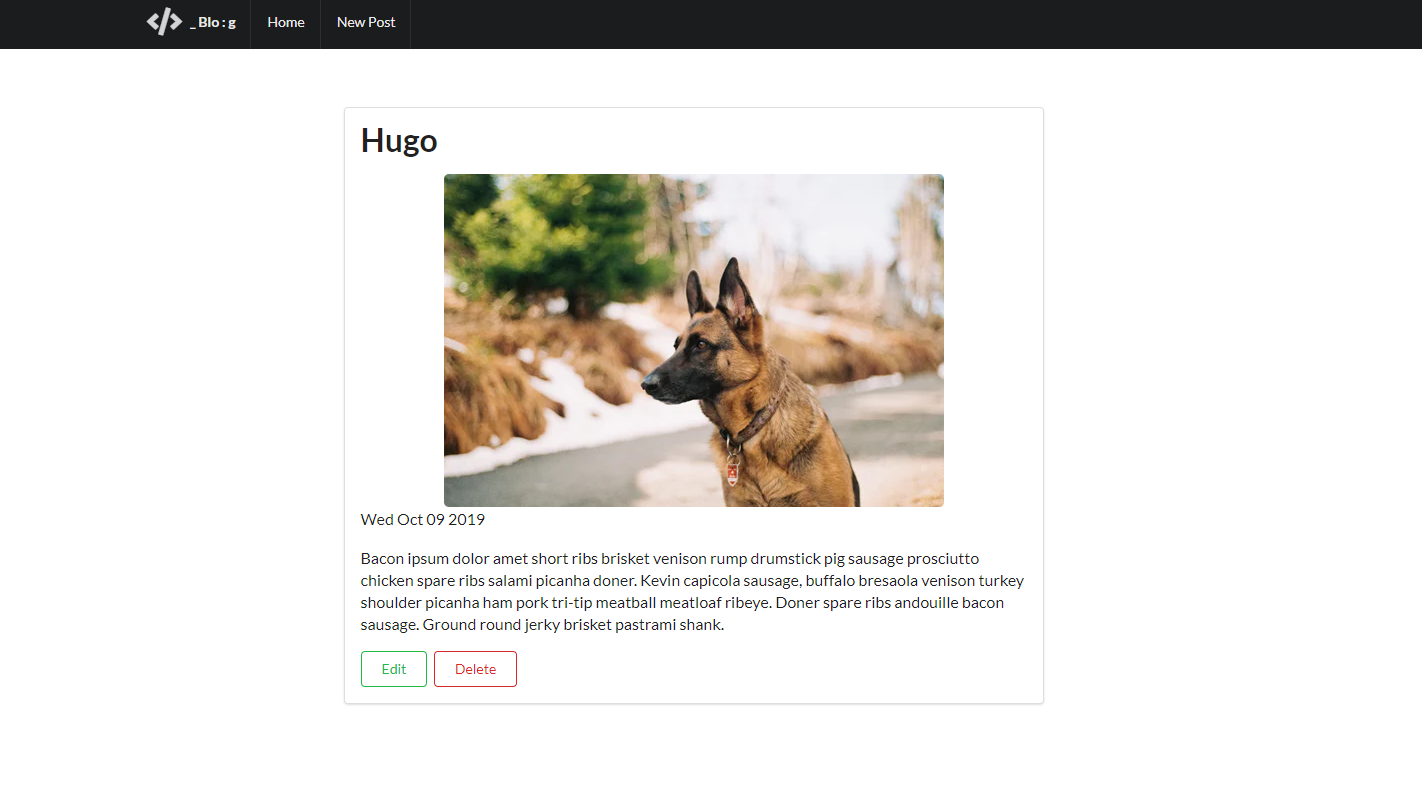 _Blo:g
Home
New Post
Hugo
Wed Oct 09 2019
Bacon ipsum dolor amet short ribs brisket venison rump drumstick pig sausage prosciutto
chicken spare ribs salami picanha doner. Kevin capicola sausage, buffalo bresaola venison turkey
shoulder picanha ham pork tri-tip meatball meatloaf ribeye. Doner spare ribs andouille bacon
sausage. Ground round jerky brisket pastrami shank.
Edit
Delete